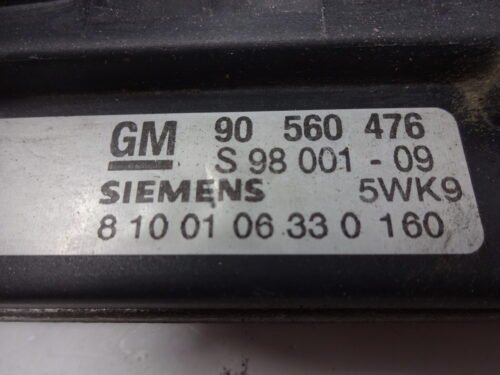 GM 90 560 476
S 98 001 - 09
SIEMENS 5WK9
8 10 01 06 33 0 160